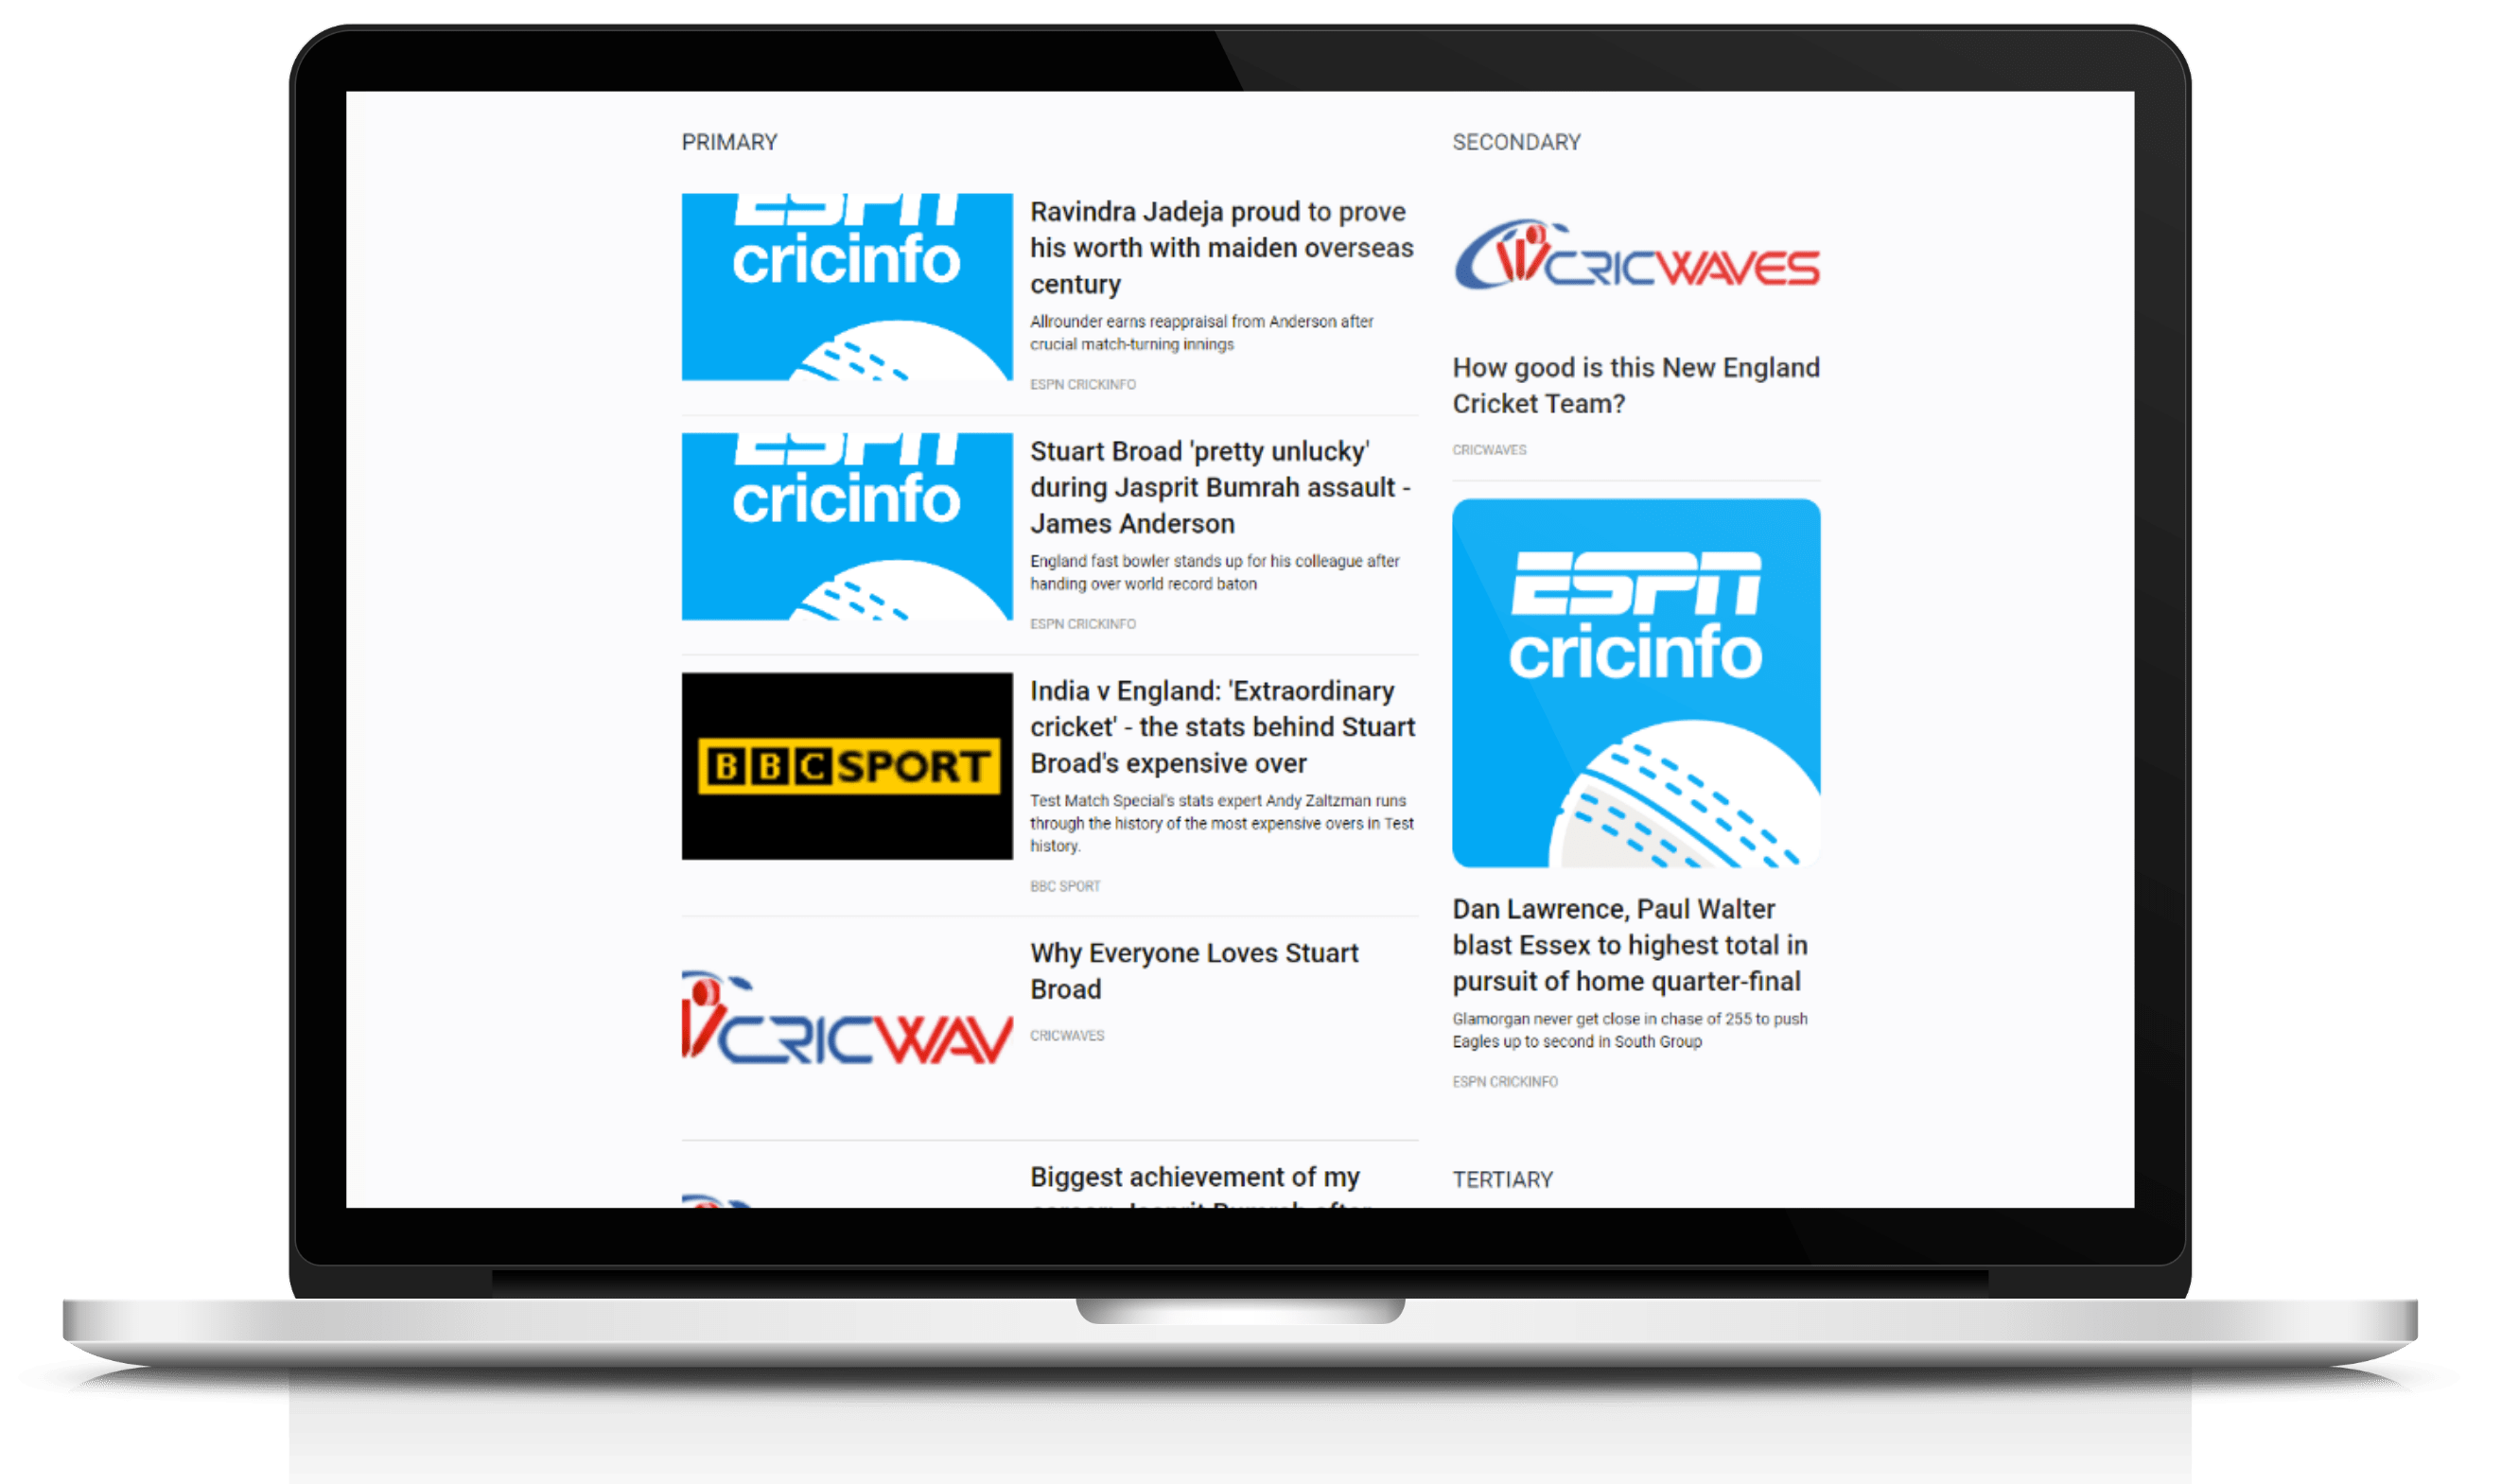 PRIMARY
ESPN
cricinfo
Ravindra Jadeja proud to prove
his worth with maiden overseas
century
Allrounder earns reappraisal from Anderson after
crucial match-turning innings
ESPN CRICKINFO
ESPN
cricinfo
Stuart Broad 'pretty unlucky'
during Jasprit Bumrah assault -
James Anderson
England fast bowler stands up for his colleague after
handing over world record baton
ESPN CRICKINFO
BBC SPORT
India v England: 'Extraordinary
cricket' - the stats behind Stuart
Broad's expensive over
Test Match Special's stats expert Andy Zaltzman runs
through the history of the most expensive overs in Test
history.
BBC SPORT
CRICWAV
Why Everyone Loves Stuart
Broad
CRICWAVES
Biggest achievement of my
career: Jasprit Bumrah after
SECONDARY
CRICWAVES
How good is this New England
Cricket Team?
CRICWAVES
ESPN
cricinfo
Dan Lawrence, Paul Walter
blast Essex to highest total in
pursuit of home quarter-final
Glamorgan never get close in chase of 255 to push
Eagles up to second in South Group
ESPN CRICKINFO
TERTIARY